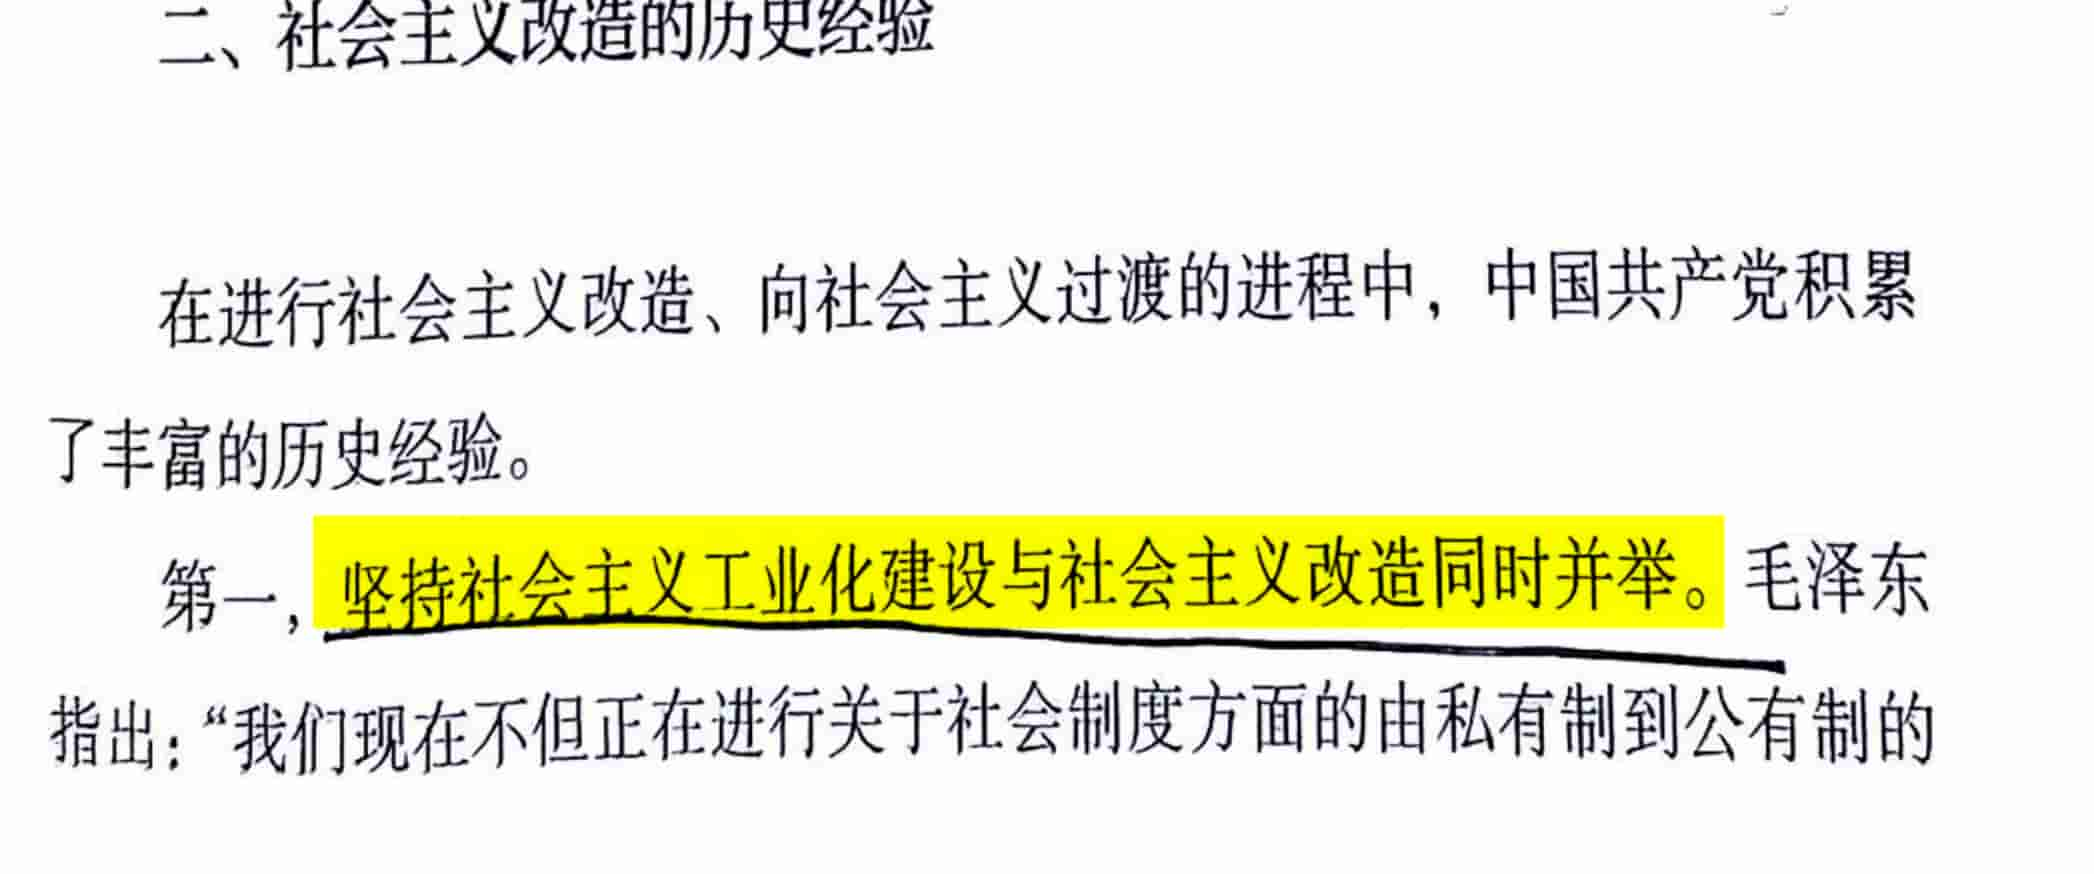 二、社会主义改造的历史经验
在进行社会主义改造、向社会主义过渡的进程中，中国共产党积累
了丰富的历史经验。
第一，坚持社会主义工业化建设与社会主义改造同时并举。毛泽东
指出：“我们现在不但正在进行关于社会制度方面的由私有制到公有制的